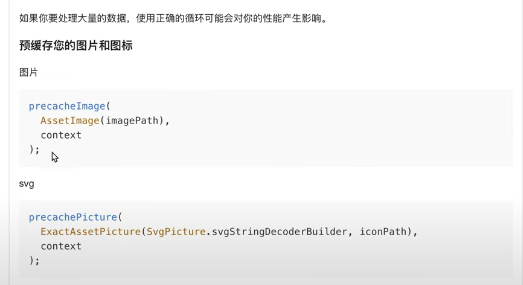 如果你要处理大量的数据，使用正确的循环可能会对你的性能产生影响。
预缓存您的图片和图标
图片
precacheImage(
  AssetImage(imagePath),
  context
);
svg
precachePicture(
  ExactAssetPicture(SvgPicture.svgStringDecoderBuilder, iconPath),
  context
);